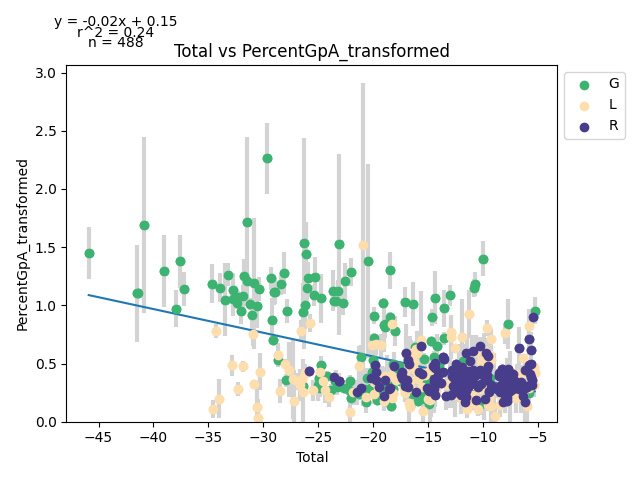 y = -0.02x + 0.15
r^2 = 0.24
n = 488
Total vs PercentGpA_transformed
G
L
R
PercentGpA_transformed
3.0
2.5
2.0
1.5
1.0
0.5
0.0
−45
−40
−35
−30
−25
−20
−15
−10
−5
Total